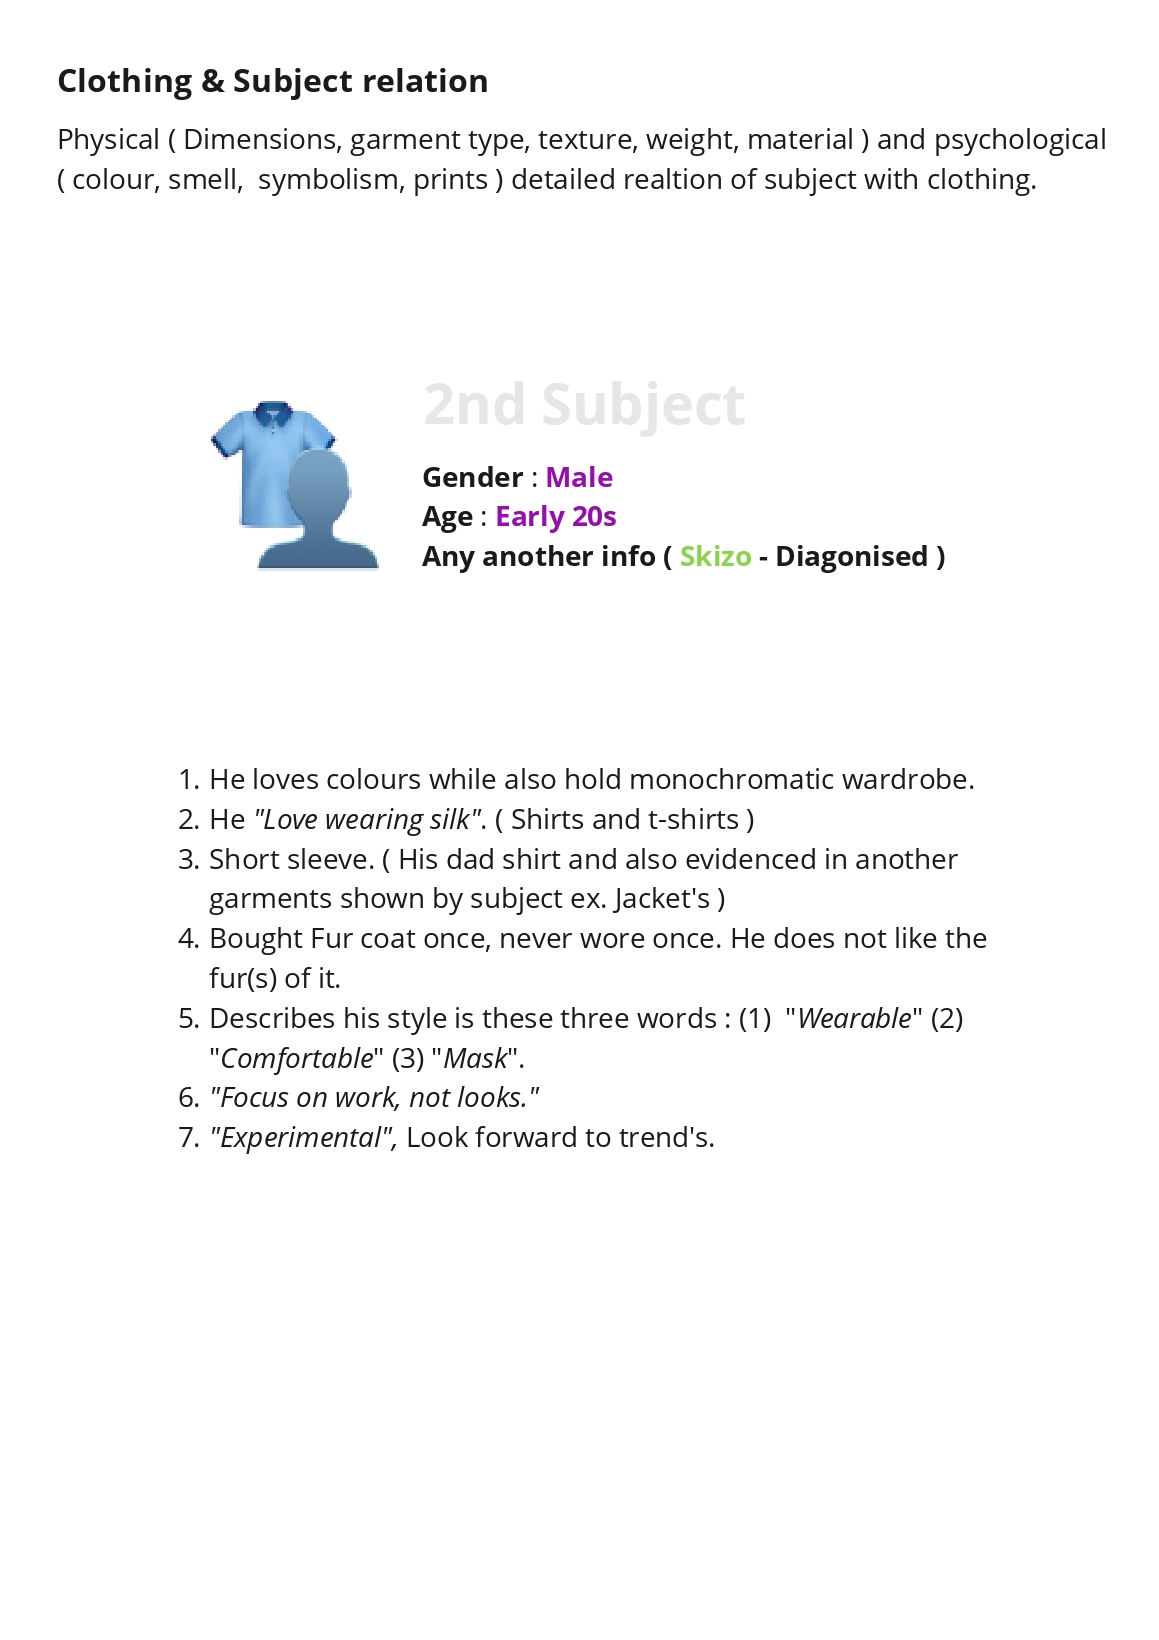 Clothing & Subject relation
Physical ( Dimensions, garment type, texture, weight, material ) and psychological
( colour, smell,  symbolism, prints ) detailed realtion of subject with clothing.
2nd Subject
Gender : Male
Age : Early 20s
Any another info ( Skizo - Diagonised )
1. He loves colours while also hold monochromatic wardrobe.
2. He "Love wearing silk". ( Shirts and t-shirts )
3. Short sleeve. ( His dad shirt and also evidenced in another
garments shown by subject ex. Jacket's )
4. Bought Fur coat once, never wore once. He does not like the
fur(s) of it.
5. Describes his style is these three words : (1)  "Wearable" (2)
"Comfortable" (3) "Mask".
6. "Focus on work, not looks."
7. "Experimental", Look forward to trend's.